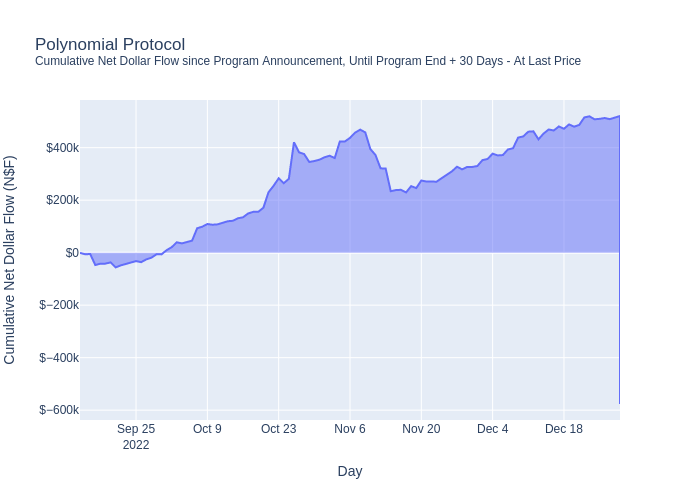 Polynomial Protocol
Cumulative Net Dollar Flow since Program Announcement, Until Program End + 30 Days - At Last Price
Cumulative Net Dollar Flow (N$F)
$400k
$200k
$0
$−200k
$−400k
$−600k
Sep 25
2022
Oct 9
Oct 23
Nov 6
Nov 20
Dec 4
Dec 18
Day